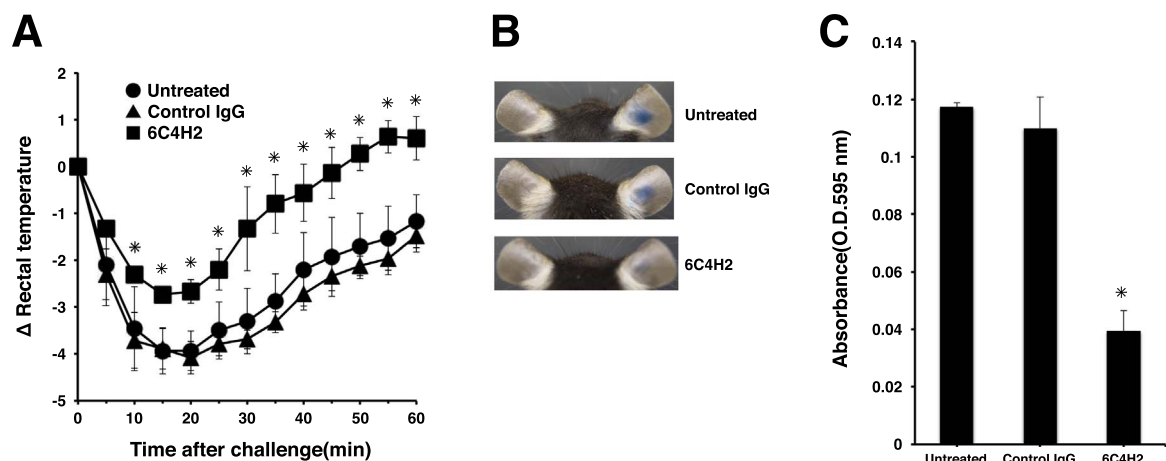 A
2
1
0
-1
-2
-3
-4
-5
Δ Rectal temperature
Untreated
Control IgG
6C4H2
* * * * * * * * * * *
0 10 20 30 40 50 60
Time after challenge(min)
B
Untreated
Control IgG
6C4H2
C
0.14
0.12
0.1
0.08
0.06
0.04
0.02
0
Absorbance(O.D.595 nm)
*
Untreated Control IgG 6C4H2